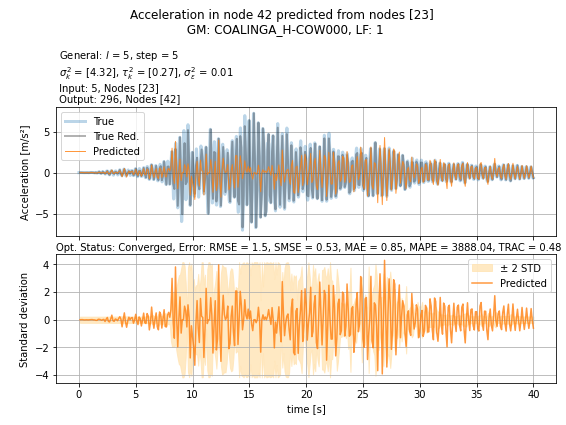 Acceleration in node 42 predicted from nodes [23]
GM: COALINGA_H-COW000, LF: 1
General: l = 5, step = 5
σ²ₖ = [4.32], τ²ₖ = [0.27], σ²ₑ = 0.01
Input: 5, Nodes [23]
Output: 296, Nodes [42]
True
True Red.
Predicted
Acceleration [m/s²]
5
0
−5
Opt. Status: Converged, Error: RMSE = 1.5, SMSE = 0.53, MAE = 0.85, MAPE = 3888.04, TRAC = 0.48
± 2 STD
Predicted
Standard deviation
4
2
0
−2
−4
0 5 10 15 20 25 30 35 40
time [s]